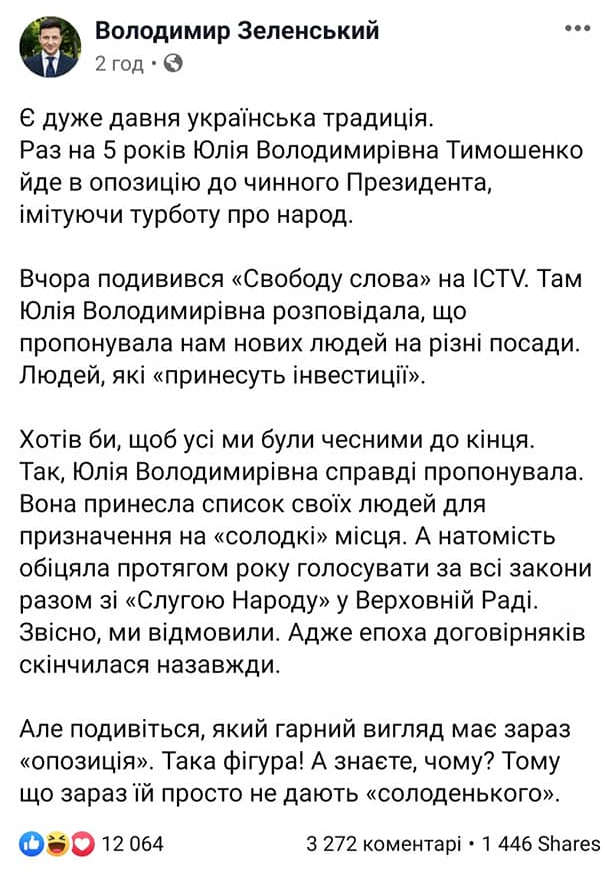 Володимир Зеленський
2 год
Є дуже давня українська традиція.
Раз на 5 років Юлія Володимирівна Тимошенко
йде в опозицію до чинного Президента,
імітуючи турботу про народ.
Вчора подивився «Свободу слова» на ICTV. Там
Юлія Володимирівна розповідала, що
пропонувала нам нових людей на різні посади.
Людей, які «принесуть інвестиції».
Хотів би, щоб усі ми були чесними до кінця.
Так, Юлія Володимирівна справді пропонувала.
Вона принесла список своїх людей для
призначення на «солодкі» місця. А натомість
обіцяла протягом року голосувати за всі закони
разом зі «Слугою Народу» у Верховній Раді.
Звісно, ми відмовили. Адже епоха договірняків
скінчилася назавжди.
Але подивіться, який гарний вигляд має зараз
«опозиція». Така фігура! А знаєте, чому? Тому
що зараз їй просто не дають «солоденького».
12 064 3 272 коментарі • 1 446 Shares